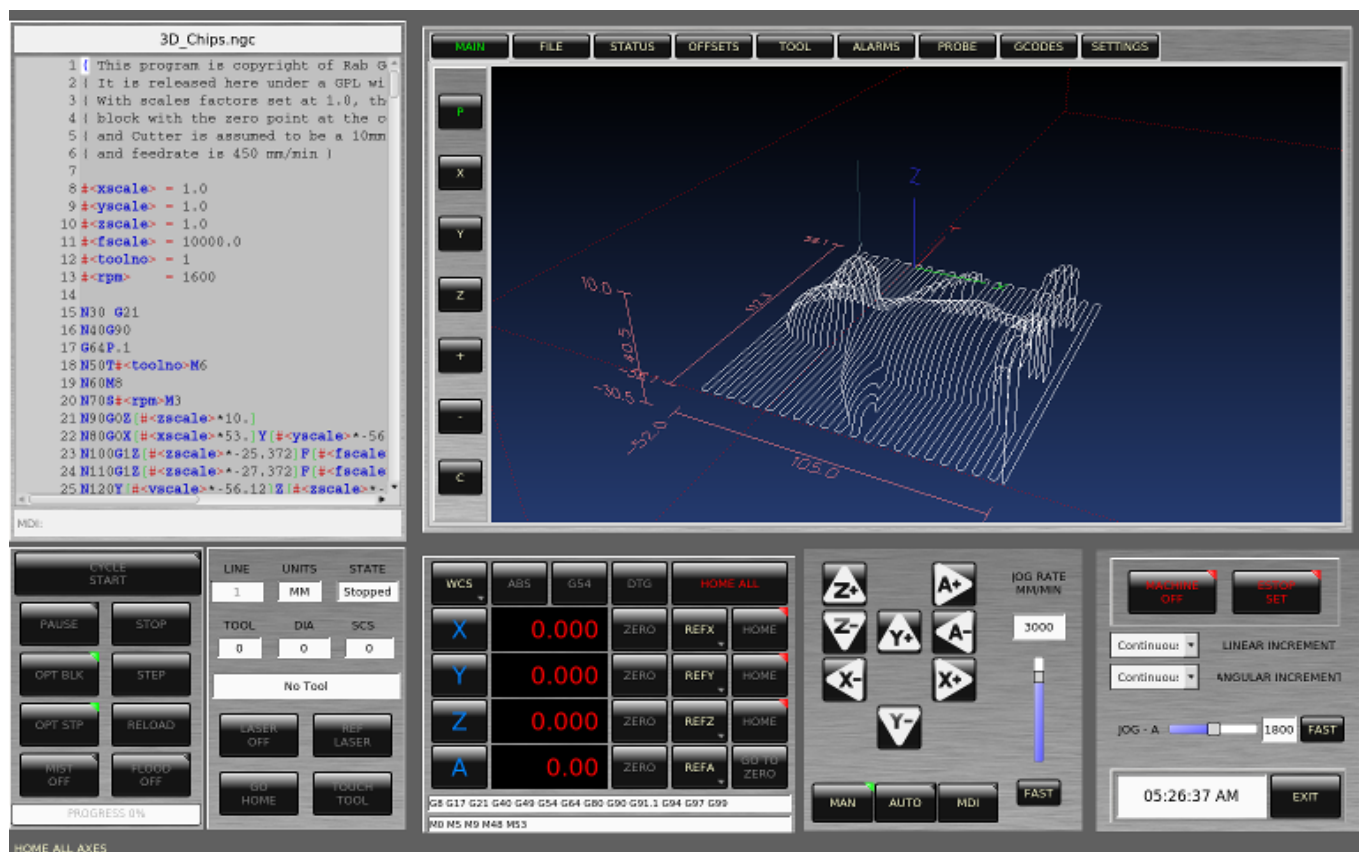 3D_Chips.ngc
1 ( This program is copyright of Rab G
2 ( It is released here under a GPL wi
3 ( With scales factors set at 1.0, th
4 ( block with the zero point at the o
5 ( and Cutter is assumed to be a 10mm
6 ( and feedrate is 450 mm/min )
7
8 #<xscale> = 1.0
9 #<yscale> = 1.0
10 #<zscale> = 1.0
11 #<fscale> = 10000.0
12 #<toolno> = 1
13 #<rpm> = 1600
14
15 N30 G21
16 N40G90
17 G64P.1
18 N50T#<toolno>M6
19 N60M8
20 N70S#<rpm>M3
21 N90G0Z[#<zscale>*10.]
22 N80G0X[#<xscale>*53.]Y[#<yscale>*-56
23 N100G1Z[#<zscale>*-25.372]F[#<fscale
24 N110G1Z[#<zscale>*-27.372]F[#<fscale
25 N120Y[#<yscale>*-56.12]Z[#<zscale>*-
MDI:
MAIN FILE STATUS OFFSETS TOOL ALARMS PROBE GCODES SETTINGS
P
X
Y
Z
+
-
C
Z
10.0
40.5
-30.5
-52.0
105.0
CYCLE
START
PAUSE STOP
OPT BLK STEP
OPT STP RELOAD
MIST
OFF
FLOOD
OFF
PROGRESS 0%
LINE UNITS STATE
1 MM Stopped
TOOL DIA SCS
0 0 0
No Tool
LASER
OFF
REF
LASER
GO
HOME
TOUCH
TOOL
WCS ABS G54 DTG HOME ALL
X 0.000 ZERO REFX HOME
Y 0.000 ZERO REFY HOME
Z 0.000 ZERO REFZ HOME
A 0.00 ZERO REFA GO TO
ZERO
G8 G17 G21 G40 G49 G54 G64 G80 G90 G91.1 G94 G97 G99
M0 M5 M9 M48 M53
Z+ A+
Z- Y+ A-
X- X+
Y-
JOG RATE
MM/MIN
3000
FAST
MAN AUTO MDI
MACHINE
OFF
ESTOP
SET
Continuou: LINEAR INCREMENT
Continuou: ANGULAR INCREMENT
JOG - A 1800 FAST
05:26:37 AM EXIT
HOME ALL AXES